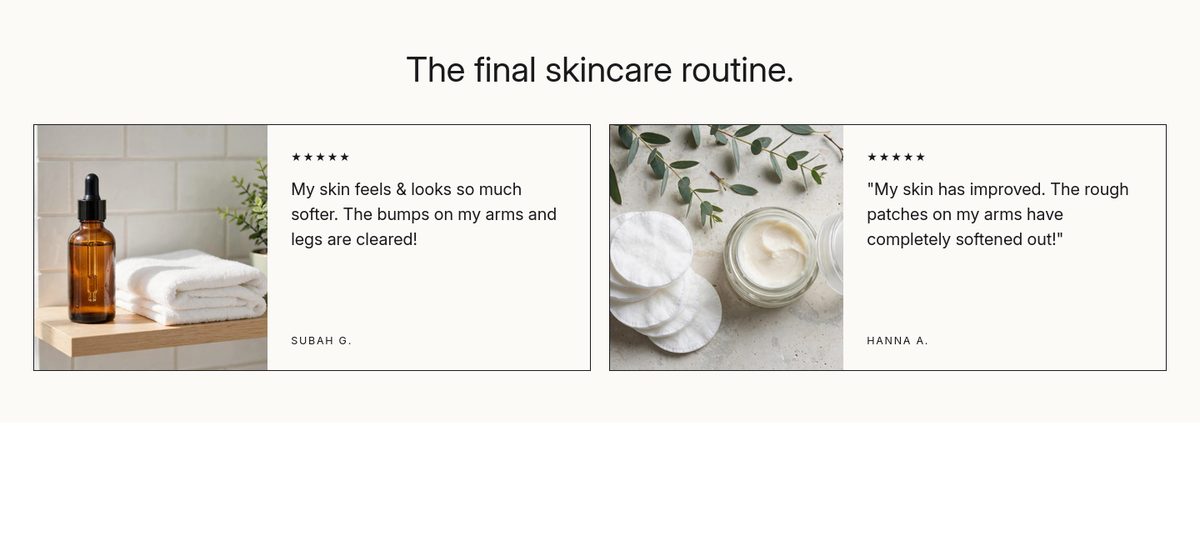 The final skincare routine.
★★★★★
My skin feels & looks so much
softer. The bumps on my arms and
legs are cleared!
SUBAH G.
★★★★★
"My skin has improved. The rough
patches on my arms have
completely softened out!"
HANNA A.